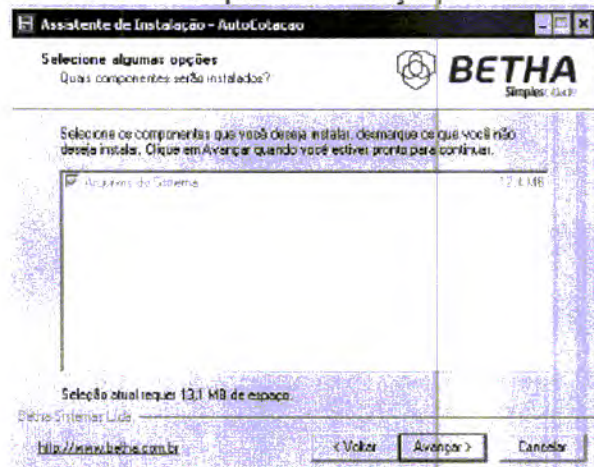 Assistente de Instalação - AutoCotacao
Selecione algumas opções
Quais componentes serão instalados?
BETHA
Simples
Selecione os componentes que você deseja instalar, desmarque os que você não
deseja instalar. Clique em Avançar quando você estiver pronto para continuar.
Arquivos do Sistema
Seleção atual requer 13,1 MB de espaço.
Betha Sistemas Ltda.
http://www.betha.com.br
< Voltar
Avançar >
Cancelar